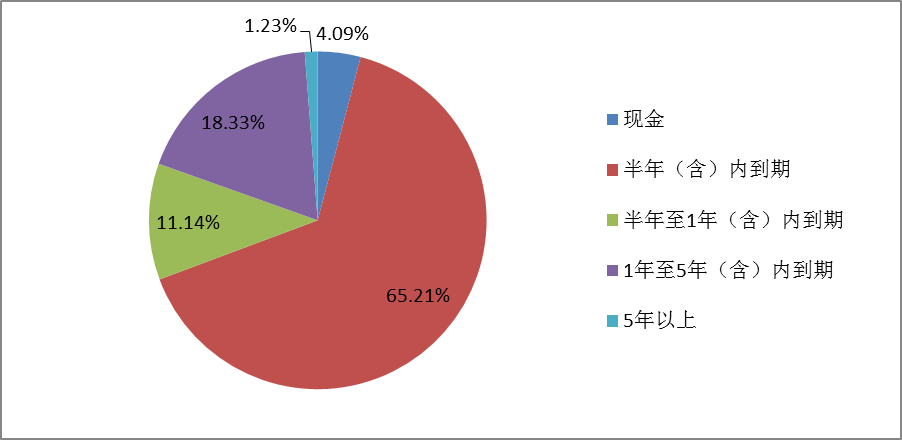 1.23%
4.09%
18.33%
11.14%
65.21%
现金
半年（含）内到期
半年至1年（含）内到期
1年至5年（含）内到期
5年以上